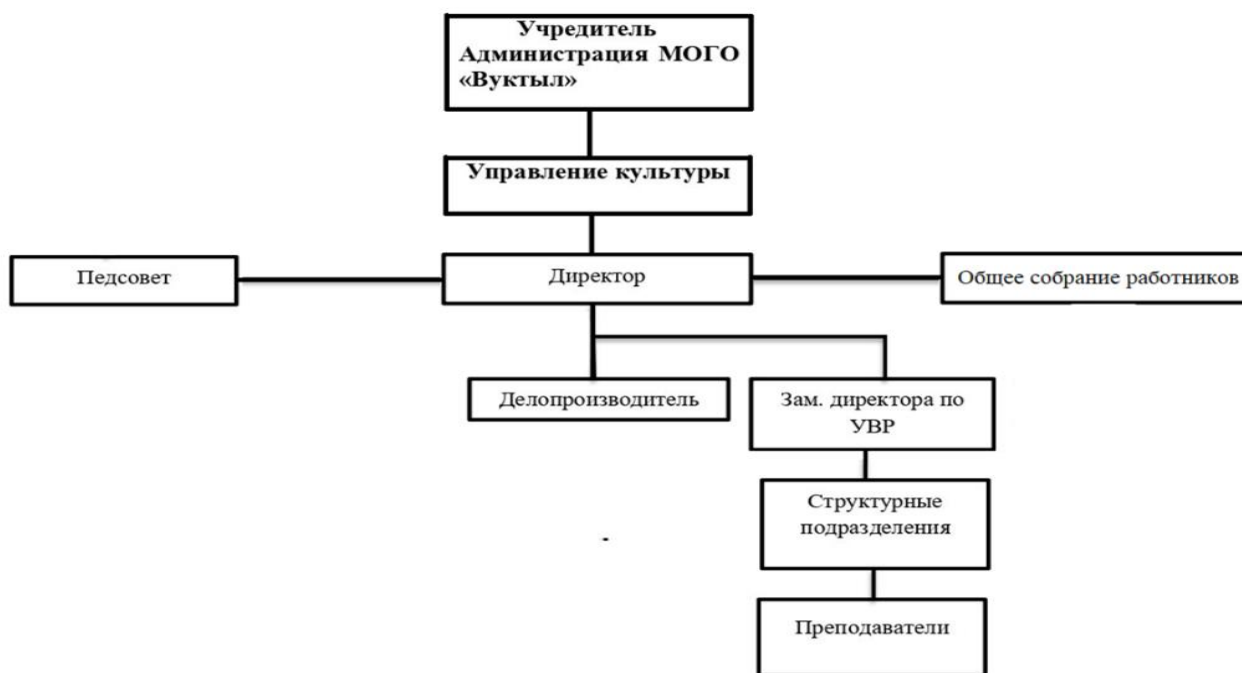 Учредитель
Администрация МОГО
«Вуктыл»
Управление культуры
Педсовет
Директор
Общее собрание работников
Делопроизводитель
Зам. директора по
УВР
Структурные
подразделения
Преподаватели